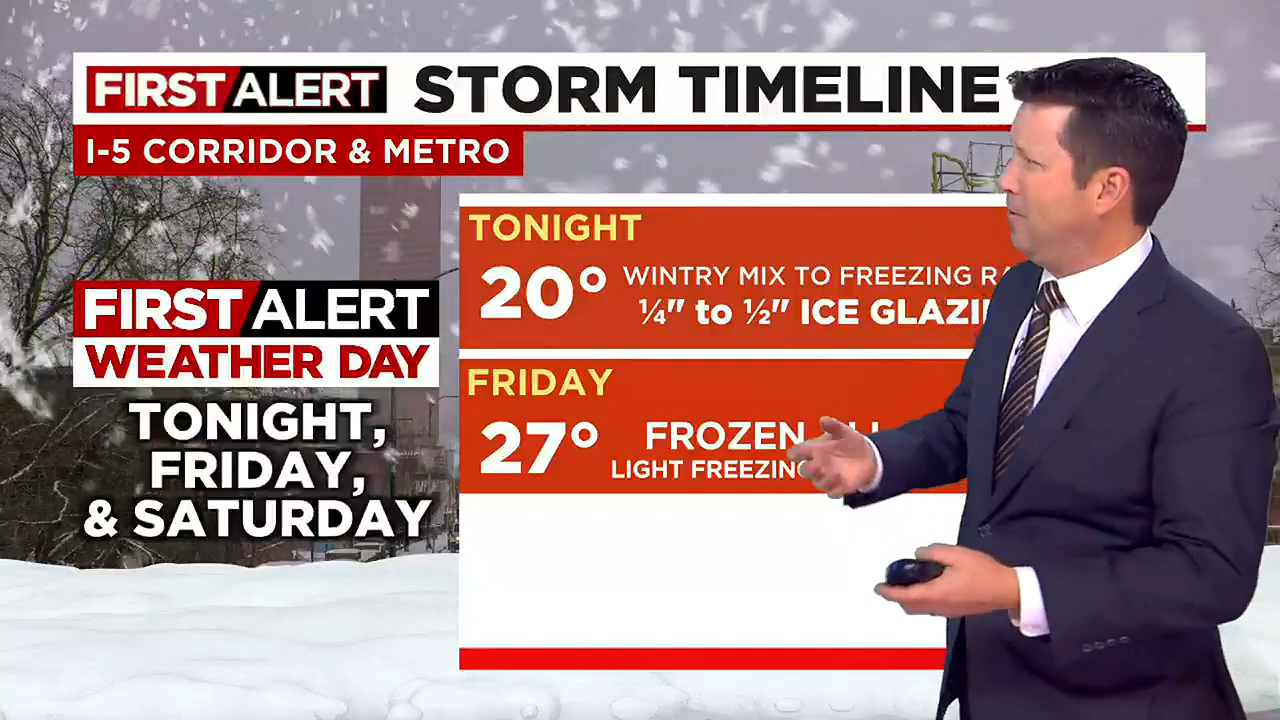 FIRST ALERT STORM TIMELINE
I-5 CORRIDOR & METRO
TONIGHT
20° WINTRY MIX TO FREEZING
¼" to ½" ICE
FIRST ALERT
WEATHER DAY
TONIGHT,
FRIDAY,
& SATURDAY
FRIDAY
27° FROZEN
LIGHT FREEZING